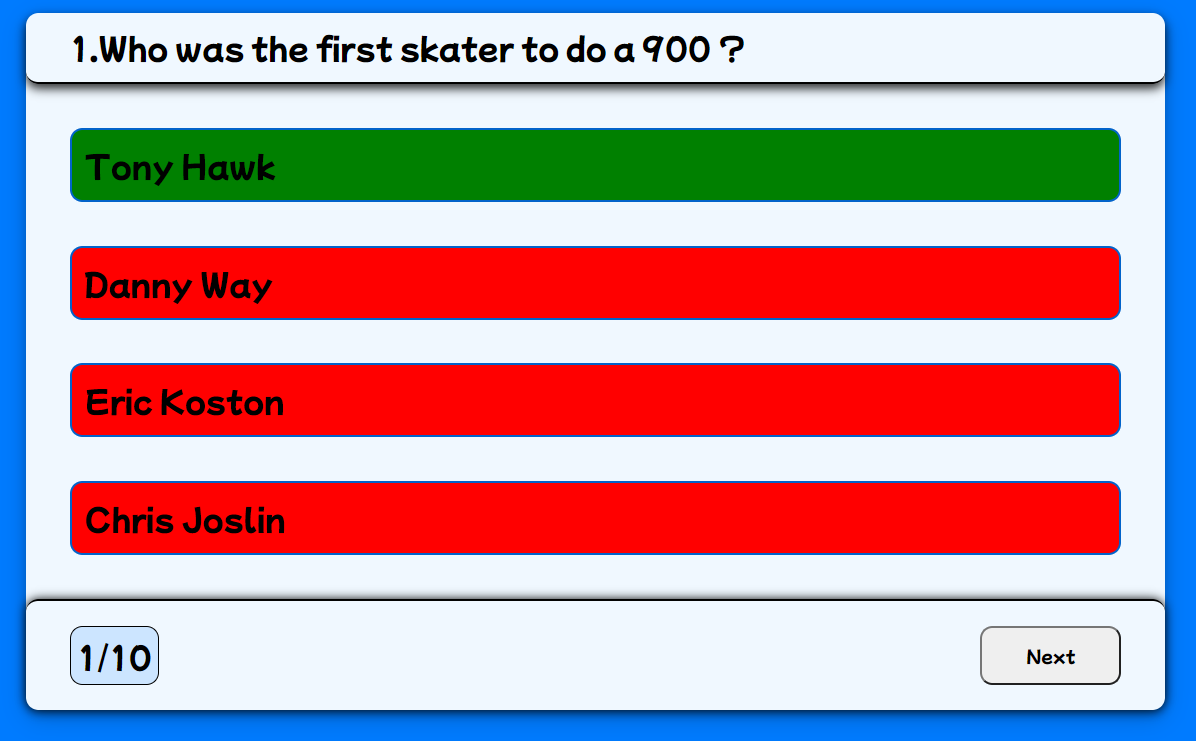 1.Who was the first skater to do a 900 ?
Tony Hawk
Danny Way
Eric Koston
Chris Joslin
1/10
Next